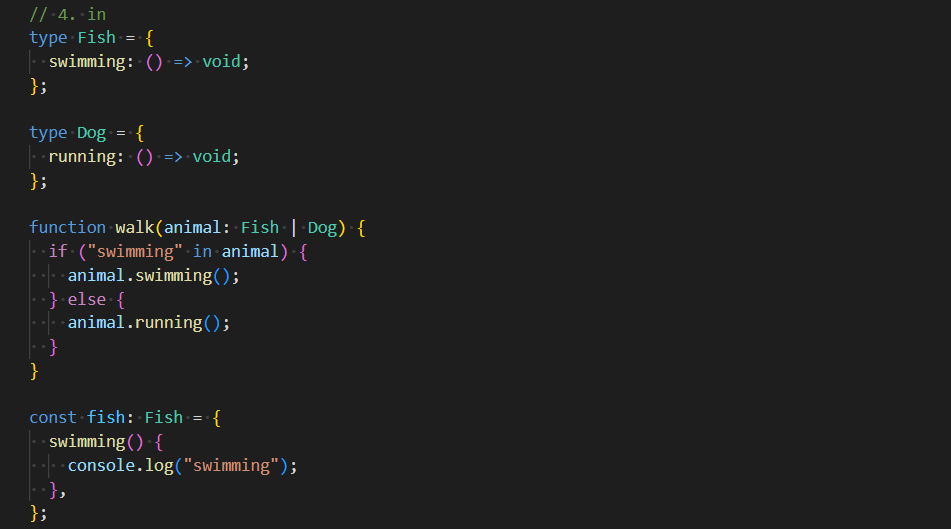 // 4. in
type Fish = {
  swimming: () => void;
};

type Dog = {
  running: () => void;
};

function walk(animal: Fish | Dog) {
  if ("swimming" in animal) {
    animal.swimming();
  } else {
    animal.running();
  }
}

const fish: Fish = {
  swimming() {
    console.log("swimming");
  },
};